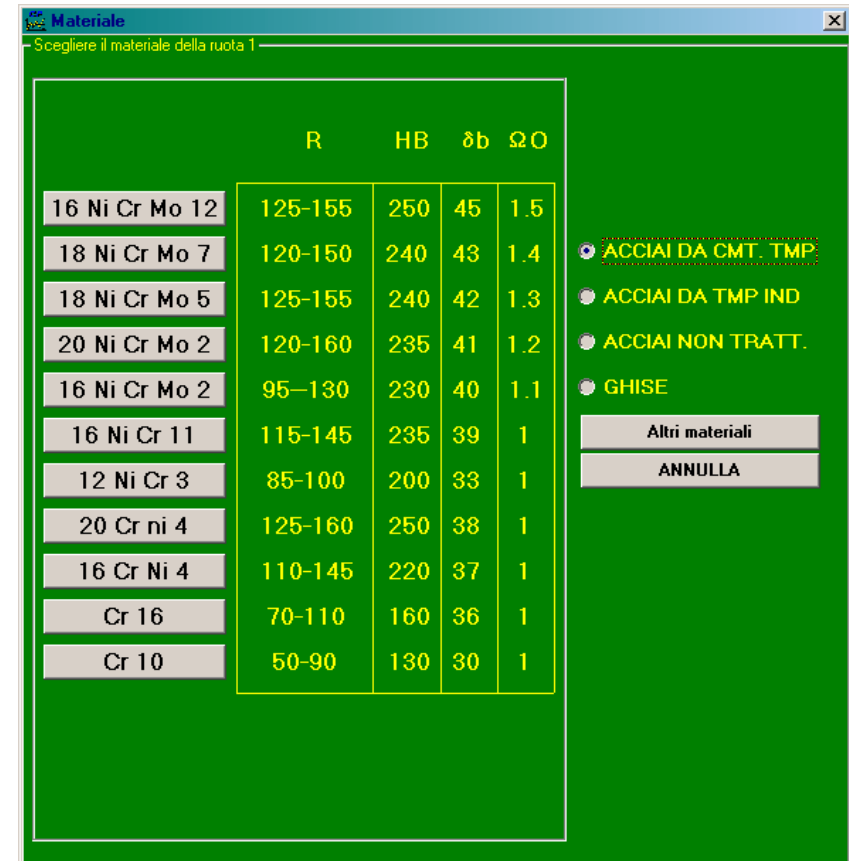 Materiale
Scegliere il materiale della ruota 1
R HB δb ΩO
16 Ni Cr Mo 12 125-155 250 45 1.5
18 Ni Cr Mo 7 120-150 240 43 1.4
18 Ni Cr Mo 5 125-155 240 42 1.3
20 Ni Cr Mo 2 120-160 235 41 1.2
16 Ni Cr Mo 2 95—130 230 40 1.1
16 Ni Cr 11 115-145 235 39 1
12 Ni Cr 3 85-100 200 33 1
20 Cr ni 4 125-160 250 38 1
16 Cr Ni 4 110-145 220 37 1
Cr 16 70-110 160 36 1
Cr 10 50-90 130 30 1
ACCIAI DA CMT. TMP
ACCIAI DA TMP IND
ACCIAI NON TRATT.
GHISE
Altri materiali
ANNULLA